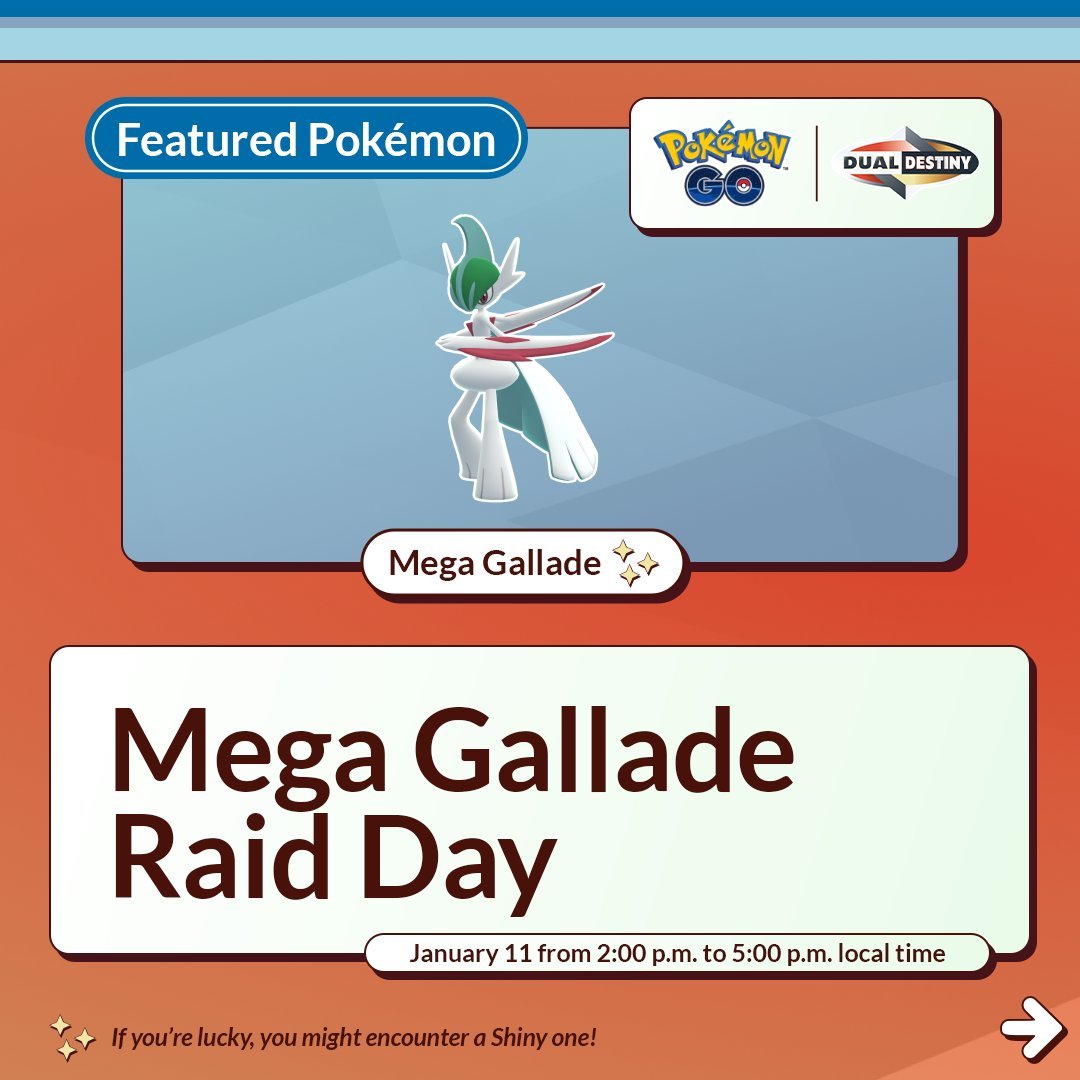 Featured Pokémon
POKÉMON
GO
™
DUAL DESTINY
Mega Gallade
Mega Gallade
Raid Day
January 11 from 2:00 p.m. to 5:00 p.m. local time
If you're lucky, you might encounter a Shiny one!